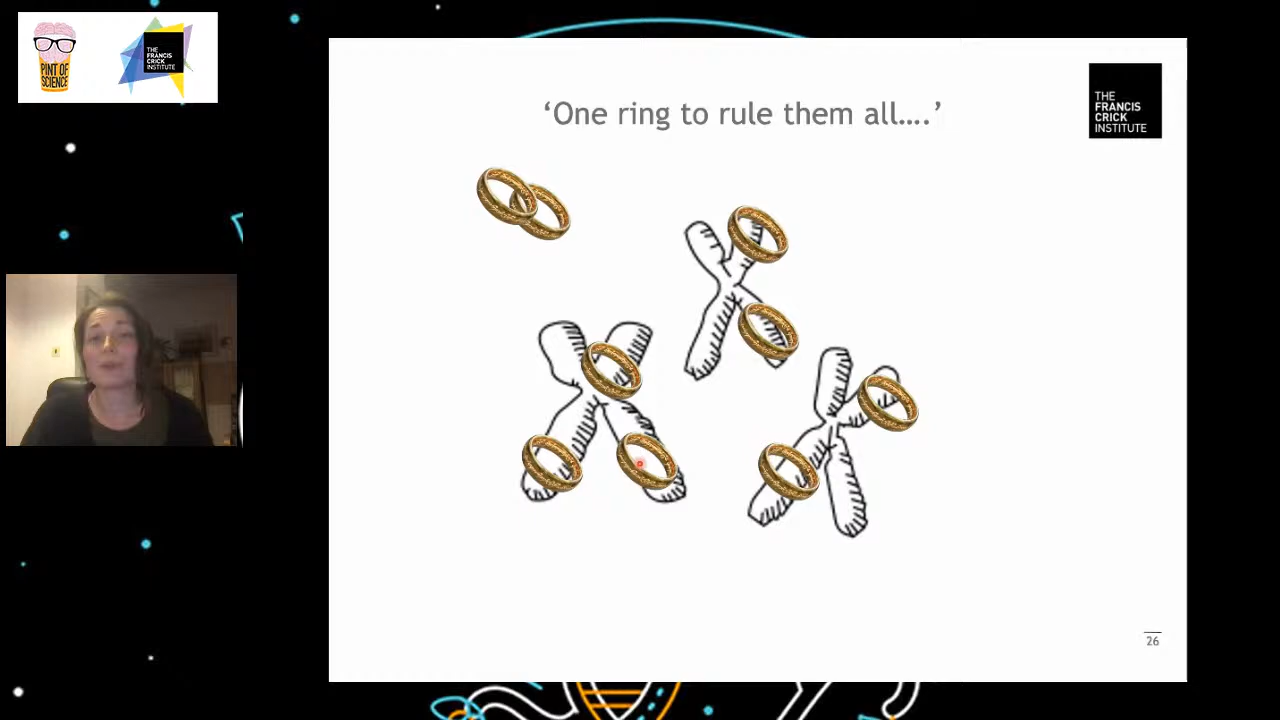 PINT OF
SCIENCE
THE
FRANCIS
CRICK
INSTITUTE
‘One ring to rule them all….’
THE
FRANCIS
CRICK
INSTITUTE
26